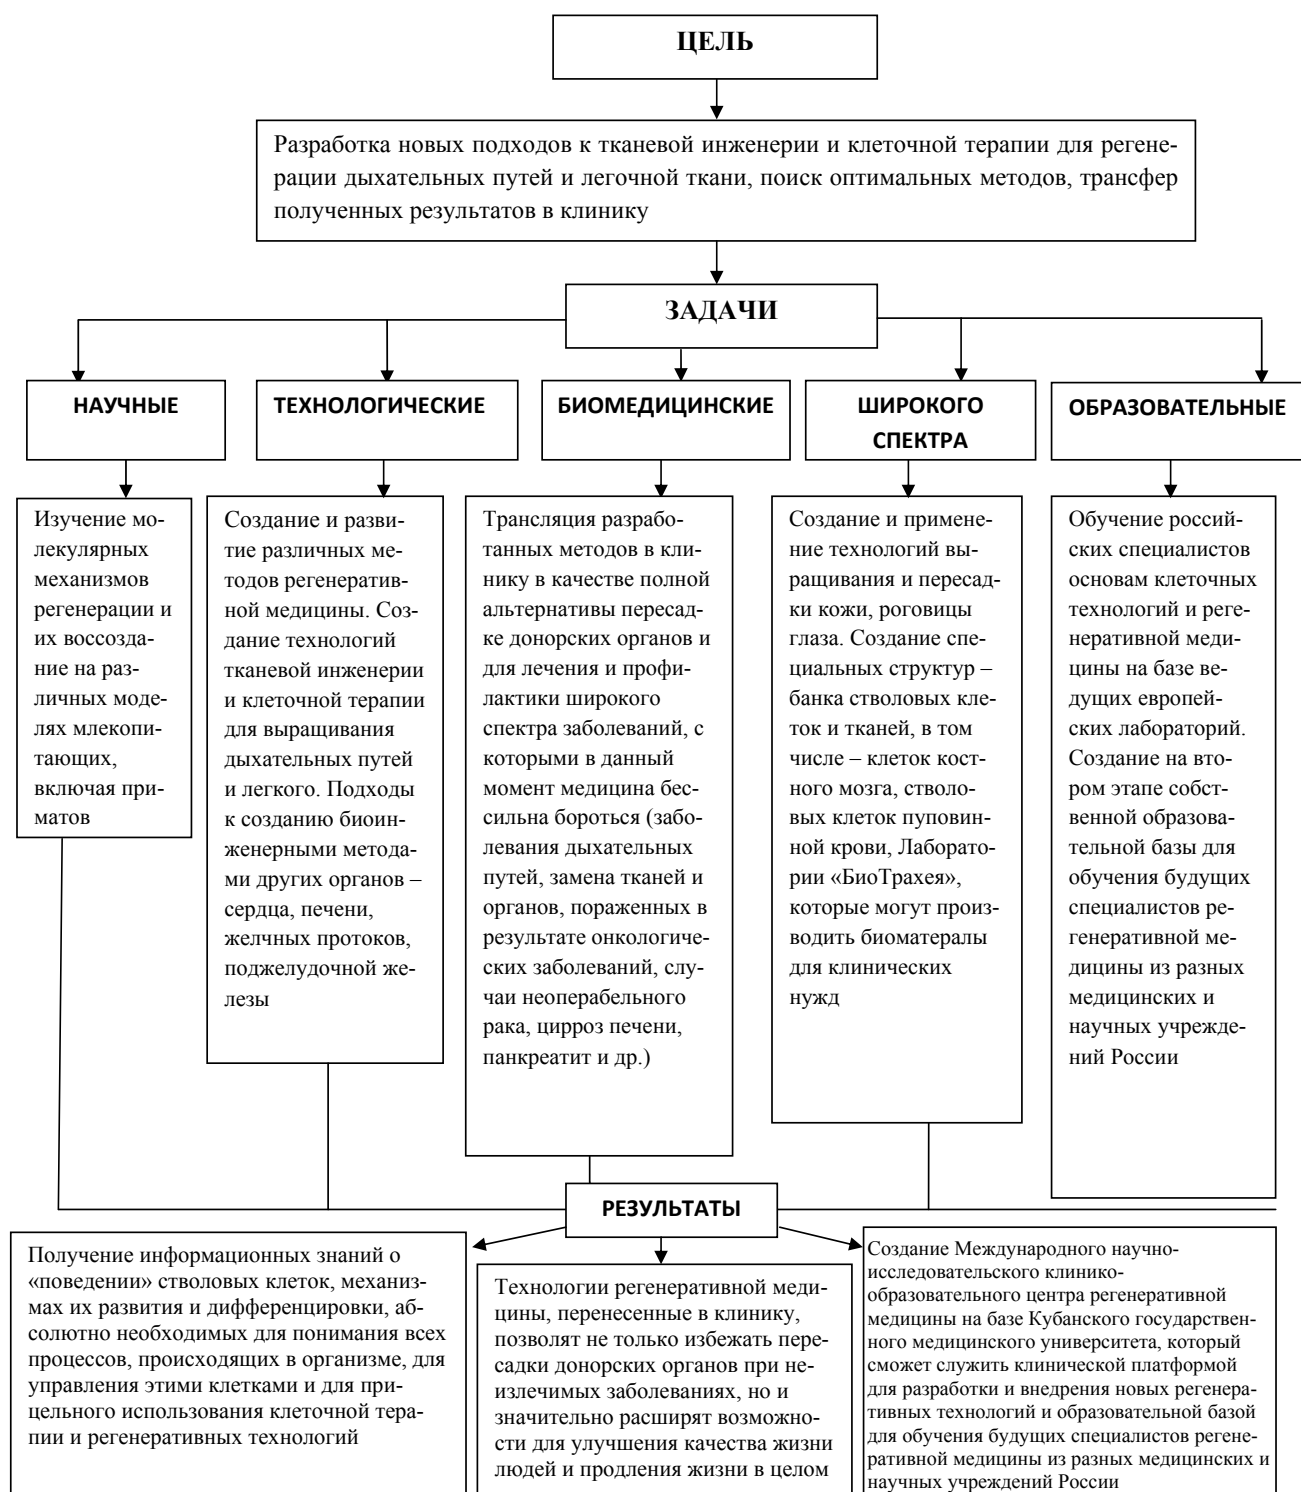 ЦЕЛЬ
Разработка новых подходов к тканевой инженерии и клеточной терапии для регене-
рации дыхательных путей и легочной ткани, поиск оптимальных методов, трансфер
полученных результатов в клинику
ЗАДАЧИ
НАУЧНЫЕ
ТЕХНОЛОГИЧЕСКИЕ
БИОМЕДИЦИНСКИЕ
ШИРОКОГО
СПЕКТРА
ОБРАЗОВАТЕЛЬНЫЕ
Изучение мо-
лекулярных
механизмов
регенерации и
их воссозда-
ние на раз-
личных моде-
лях млекопи-
тающих,
включая при-
матов
Создание и разви-
тие различных ме-
тодов регенератив-
ной медицины. Соз-
дание технологий
тканевой инженерии
и клеточной терапии
для выращивания
дыхательных путей
и легкого. Подходы
к созданию биоин-
женерными метода-
ми других органов –
сердца, печени,
желчных протоков,
поджелудочной же-
лезы
Трансляция разрабо-
танных методов в кли-
нику в качестве полной
альтернативы пересад-
ке донорских органов и
для лечения и профи-
лактики широкого
спектра заболеваний, с
которыми в данный
момент медицина бес-
сильна бороться (забо-
левания дыхательных
путей, замена тканей и
органов, пораженных в
результате онкологиче-
ских заболеваний, слу-
чаи неоперабельного
рака, цирроз печени,
панкреатит и др.)
Создание и примене-
ние технологий вы-
ращивания и пересад-
ки кожи, роговицы
глаза. Создание спе-
циальных структур –
банка стволовых кле-
ток и тканей, в том
числе – клеток кост-
ного мозга, стволо-
вых клеток пуповин-
ной крови, Лаборато-
рии «БиоТрахея»,
которые могут произ-
водить биоматералы
для клинических
нужд
Обучение россий-
ских специалистов
основам клеточных
технологий и реге-
неративной меди-
цины на базе ве-
дущих европей-
ских лабораторий.
Создание на вто-
ром этапе собст-
венной образова-
тельной базы для
обучения будущих
специалистов ре-
генеративной ме-
дицины из разных
медицинских и
научных учрежде-
ний России
РЕЗУЛЬТАТЫ
Получение информационных знаний о
«поведении» стволовых клеток, механиз-
мах их развития и дифференцировки, аб-
солютно необходимых для понимания всех
процессов, происходящих в организме, для
управления этими клетками и для при-
цельного использования клеточной тера-
пии и регенеративных технологий
Технологии регенеративной меди-
цины, перенесенные в клинику,
позволят не только избежать пере-
садки донорских органов при не-
излечимых заболеваниях, но и
значительно расширят возможно-
сти для улучшения качества жизни
людей и продления жизни в целом
Создание Международного научно-
исследовательского клинико-
образовательного центра регенеративной
медицины на базе Кубанского государствен-
ного медицинского университета, который
сможет служить клинической платформой
для разработки и внедрения новых регенера-
тивных технологий и образовательной базой
для обучения будущих специалистов регене-
ративной медицины из разных медицинских и
научных учреждений России